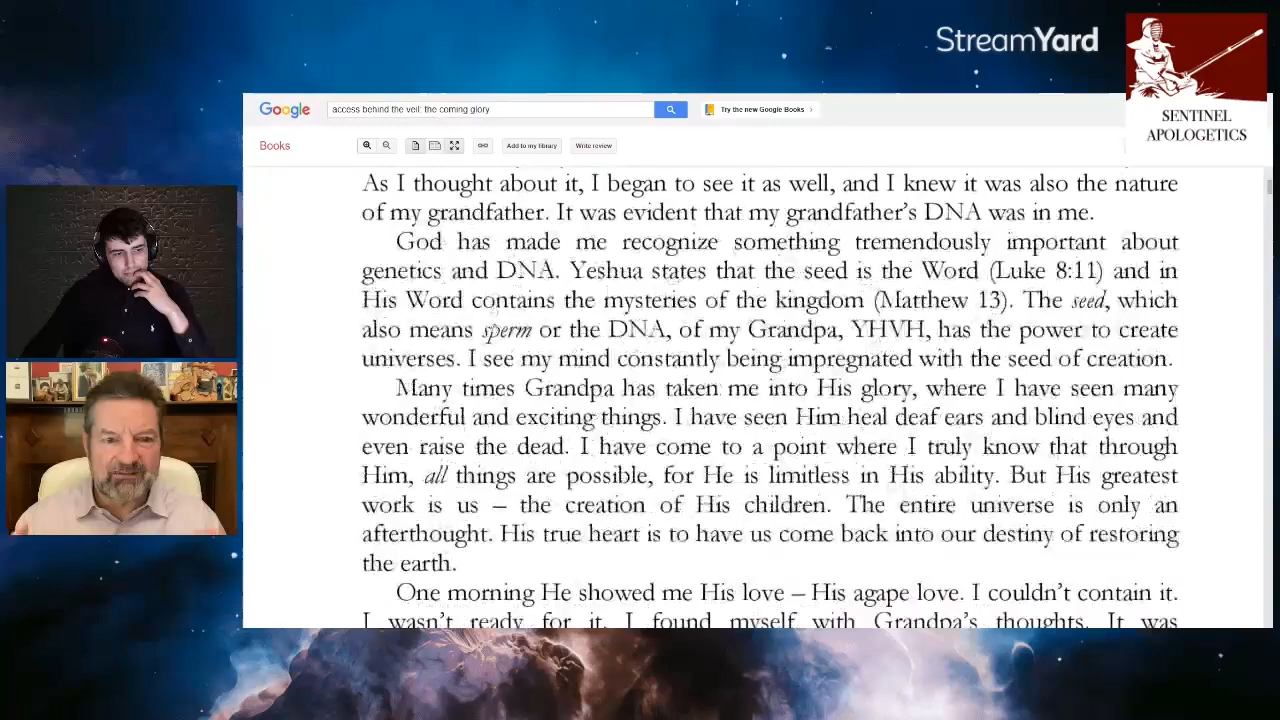 StreamYard
SENTINEL
APOLOGETICS
Google
access behind the veil: the coming glory
Try the new Google Books
Books
Add to my library
Write review
As I thought about it, I began to see it as well, and I knew it was also the nature
of my grandfather. It was evident that my grandfather's DNA was in me.
God has made me recognize something tremendously important about
genetics and DNA. Yeshua states that the seed is the Word (Luke 8:11) and in
His Word contains the mysteries of the kingdom (Matthew 13). The seed, which
also means sperm or the DNA, of my Grandpa, YHVH, has the power to create
universes. I see my mind constantly being impregnated with the seed of creation.
Many times Grandpa has taken me into His glory, where I have seen many
wonderful and exciting things. I have seen Him heal deaf ears and blind eyes and
even raise the dead. I have come to a point where I truly know that through
Him, all things are possible, for He is limitless in His ability. But His greatest
work is us – the creation of His children. The entire universe is only an
afterthought. His true heart is to have us come back into our destiny of restoring
the earth.
One morning He showed me His love – His agape love. I couldn't contain it.
I wasn't ready for it. I found myself with Grandpa's thoughts. It was